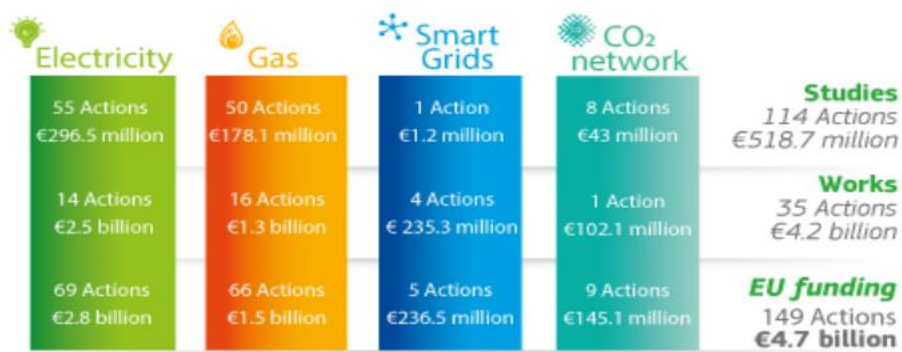 Electricity
Gas
Smart
Grids
CO₂
network
55 Actions
€296.5 million
50 Actions
€178.1 million
1 Action
€1.2 million
8 Actions
€43 million
Studies
114 Actions
€518.7 million
14 Actions
€2.5 billion
16 Actions
€1.3 billion
4 Actions
€ 235.3 million
1 Action
€102.1 million
Works
35 Actions
€4.2 billion
69 Actions
€2.8 billion
66 Actions
€1.5 billion
5 Actions
€236.5 million
9 Actions
€145.1 million
EU funding
149 Actions
€4.7 billion